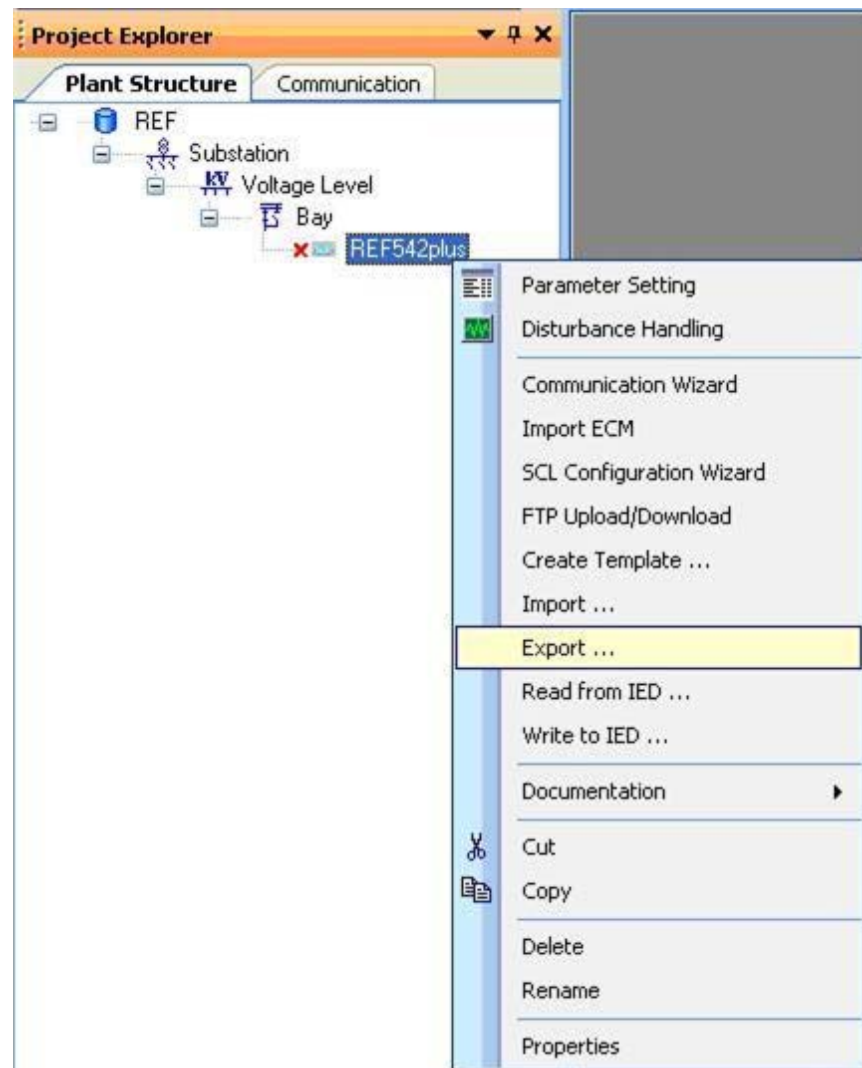 Project Explorer
Plant Structure
Communication
REF
Substation
KV Voltage Level
Bay
REF542plus
Parameter Setting
Disturbance Handling
Communication Wizard
Import ECM
SCL Configuration Wizard
FTP Upload/Download
Create Template ...
Import ...
Export ...
Read from IED ...
Write to IED ...
Documentation
Cut
Copy
Delete
Rename
Properties